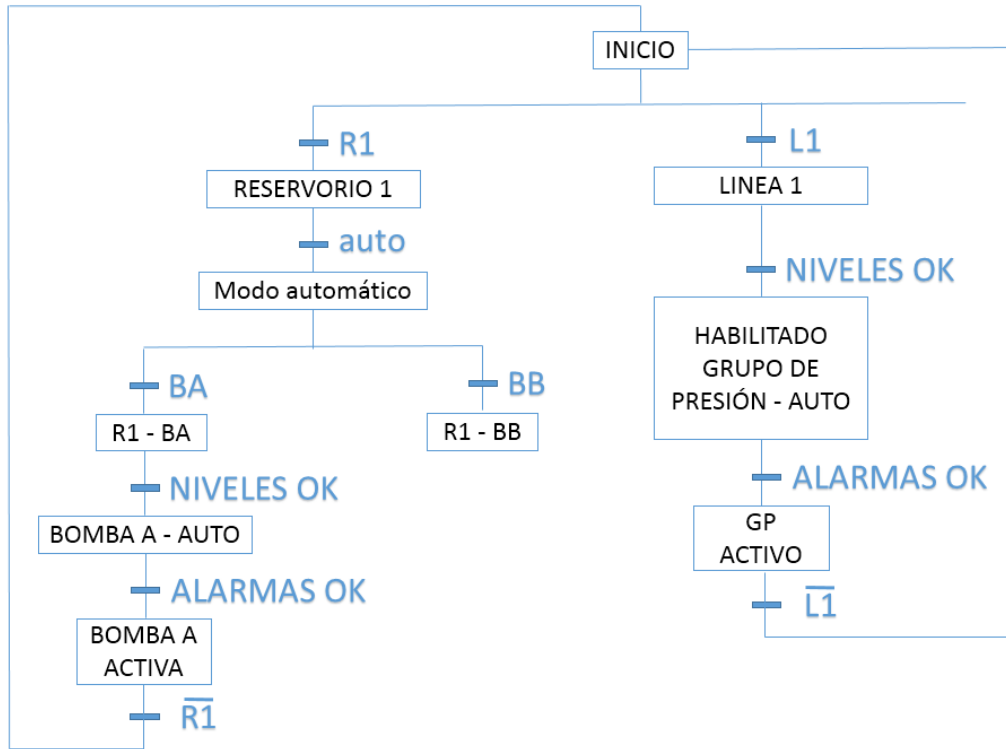 INICIO
R1
RESERVORIO 1
auto
Modo automático
BA
R1 - BA
NIVELES OK
BOMBA A - AUTO
ALARMAS OK
BOMBA A
ACTIVA
R1̅
BB
R1 - BB
L1
LINEA 1
NIVELES OK
HABILITADO
GRUPO DE
PRESIÓN - AUTO
ALARMAS OK
GP
ACTIVO
L1̅